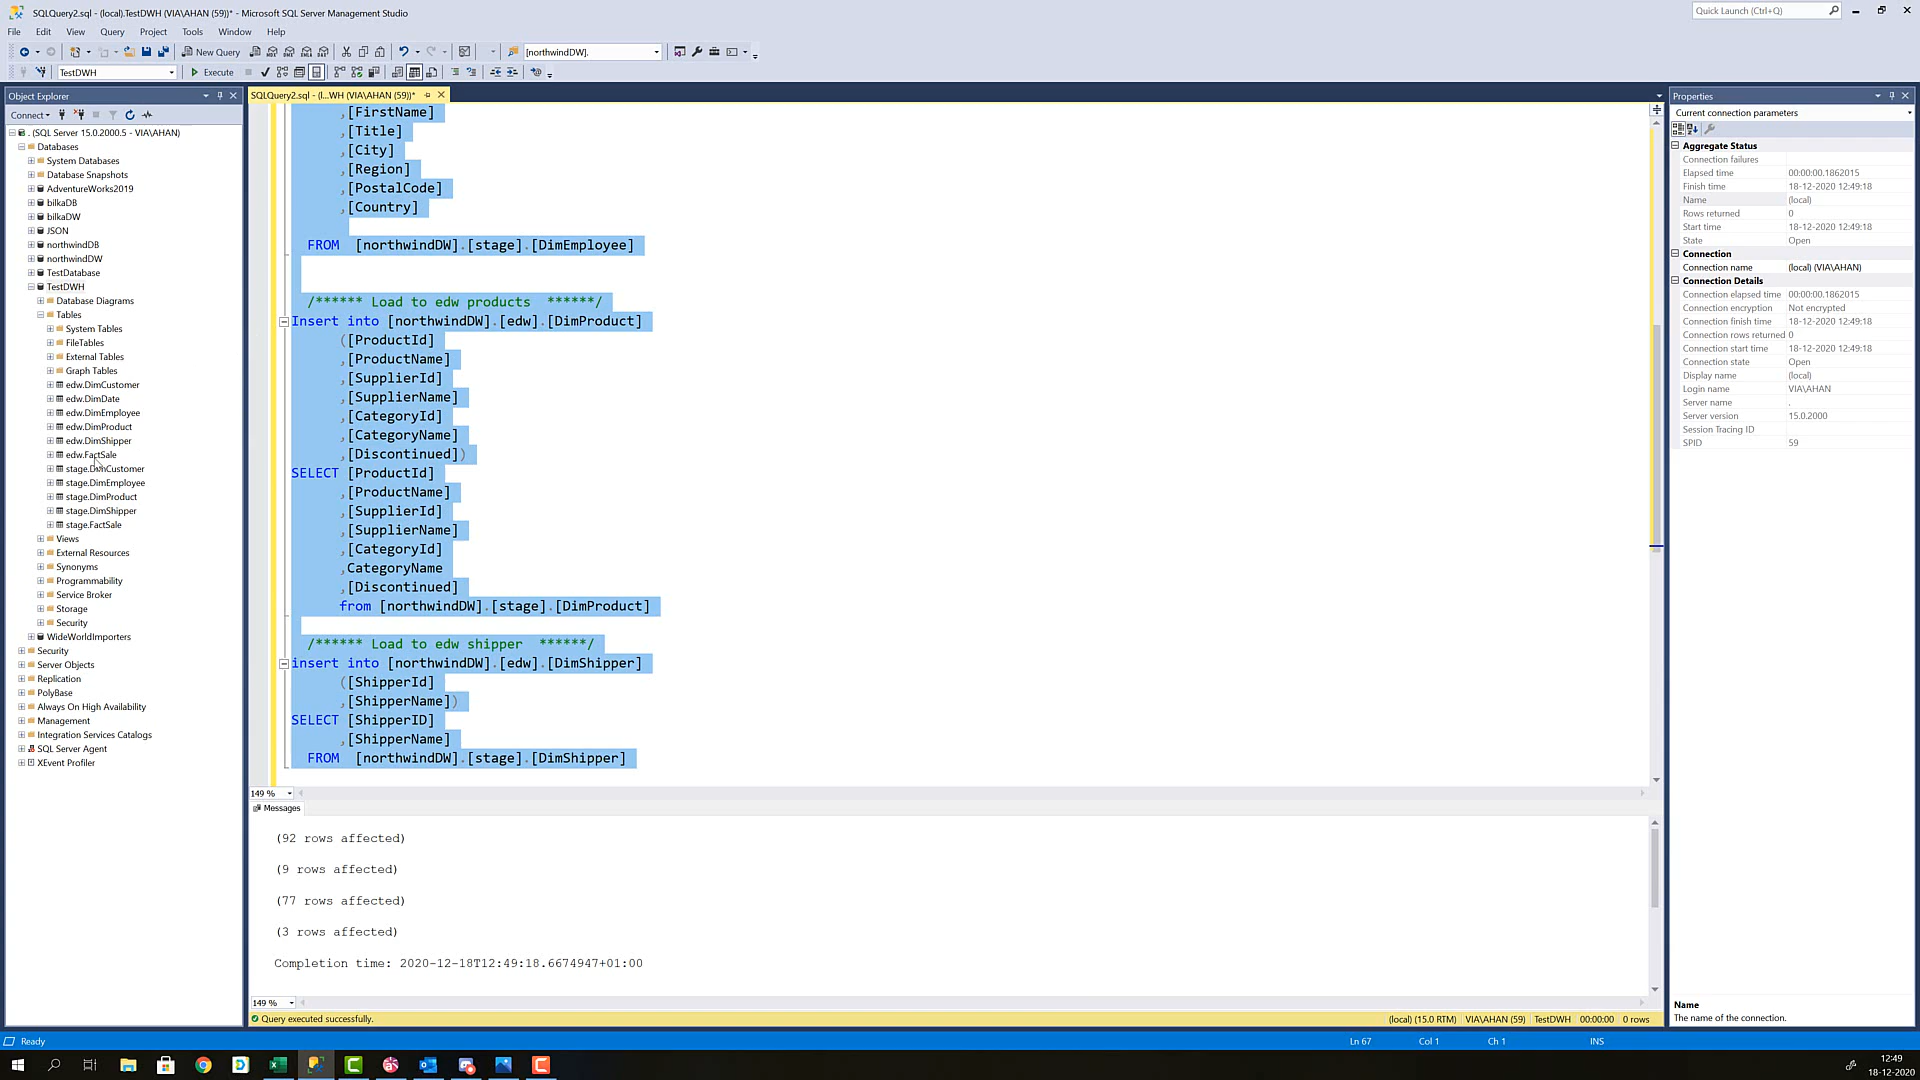 SQLQuery2.sql - (local).TestDWH (VIA\AHAN (59))* - Microsoft SQL Server Management Studio
Quick Launch (Ctrl+Q)
File Edit View Query Project Tools Window Help
New Query
[northwindDW].
TestDWH
Execute
Object Explorer
Connect
. (SQL Server 15.0.2000.5 - VIA\AHAN)
Databases
System Databases
Database Snapshots
AdventureWorks2019
bilkaDB
bilkaDW
JSON
northwindDB
northwindDW
TestDatabase
TestDWH
Database Diagrams
Tables
System Tables
FileTables
External Tables
Graph Tables
edw.DimCustomer
edw.DimDate
edw.DimEmployee
edw.DimProduct
edw.DimShipper
edw.FactSale
stage.DimCustomer
stage.DimEmployee
stage.DimProduct
stage.DimShipper
stage.FactSale
Views
External Resources
Synonyms
Programmability
Service Broker
Storage
Security
WideWorldImporters
Security
Server Objects
Replication
PolyBase
Always On High Availability
Management
Integration Services Catalogs
SQL Server Agent
XEvent Profiler
SQLQuery2.sql - (l...WH (VIA\AHAN (59))*
,[FirstName]
,[Title]
,[City]
,[Region]
,[PostalCode]
,[Country]
FROM [northwindDW].[stage].[DimEmployee]
/****** Load to edw products ******/
Insert into [northwindDW].[edw].[DimProduct]
([ProductId]
,[ProductName]
,[SupplierId]
,[SupplierName]
,[CategoryId]
,[CategoryName]
,[Discontinued])
SELECT [ProductId]
,[ProductName]
,[SupplierId]
,[SupplierName]
,[CategoryId]
,CategoryName
,[Discontinued]
from [northwindDW].[stage].[DimProduct]
/****** Load to edw shipper ******/
insert into [northwindDW].[edw].[DimShipper]
([ShipperId]
,[ShipperName])
SELECT [ShipperID]
,[ShipperName]
FROM [northwindDW].[stage].[DimShipper]
149 %
Messages
(92 rows affected)
(9 rows affected)
(77 rows affected)
(3 rows affected)
Completion time: 2020-12-18T12:49:18.6674947+01:00
149 %
Query executed successfully.
(local) (15.0 RTM) VIA\AHAN (59) TestDWH 00:00:00 0 rows
Properties
Current connection parameters
Aggregate Status
Connection failures
Elapsed time 00:00:00.1862015
Finish time 18-12-2020 12:49:18
Name (local)
Rows returned 0
Start time 18-12-2020 12:49:18
State Open
Connection
Connection name (local) (VIA\AHAN)
Connection Details
Connection elapsed time 00:00:00.1862015
Connection encryption Not encrypted
Connection finish time 18-12-2020 12:49:18
Connection rows returned 0
Connection start time 18-12-2020 12:49:18
Connection state Open
Display name (local)
Login name VIA\AHAN
Server name .
Server version 15.0.2000
Session Tracing ID
SPID 59
Name
The name of the connection.
Ready
Ln 67 Col 1 Ch 1 INS
12:49
18-12-2020